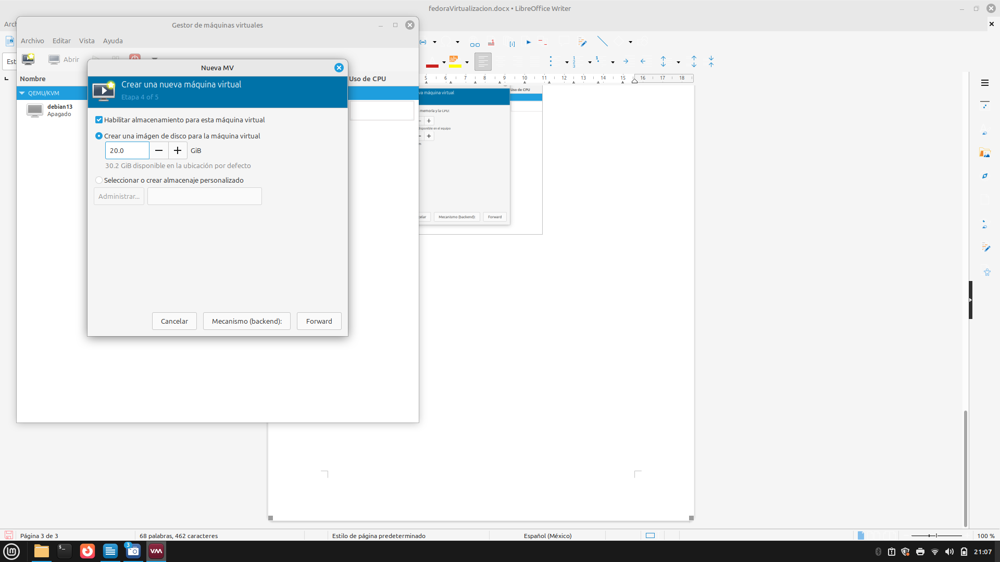 fedoraVirtualizacion.docx • LibreOffice Writer
Gestor de máquinas virtuales
Archivo Editar Vista Ayuda
Abrir
Nueva MV
Nombre
Uso de CPU
Crear una nueva máquina virtual
Etapa 4 of 5
QEMU/KVM
debian13
Apagado
Habilitar almacenamiento para esta máquina virtual
Crear una imágen de disco para la máquina virtual
20.0 GiB
30.2 GiB disponible en la ubicación por defecto
Seleccionar o crear almacenaje personalizado
Administrar...
Cancelar Mecanismo (backend): Forward
5 6 7 8 9 10 11 12 13 14 15 16 17 18
máquina virtual
Uso de CPU
memoria y la CPU:
disponible en el equipo
Mecanismo (backend): Forward
Página 3 de 3
68 palabras, 462 caracteres
Estilo de página predeterminado
Español (México)
100 %
3
21:07